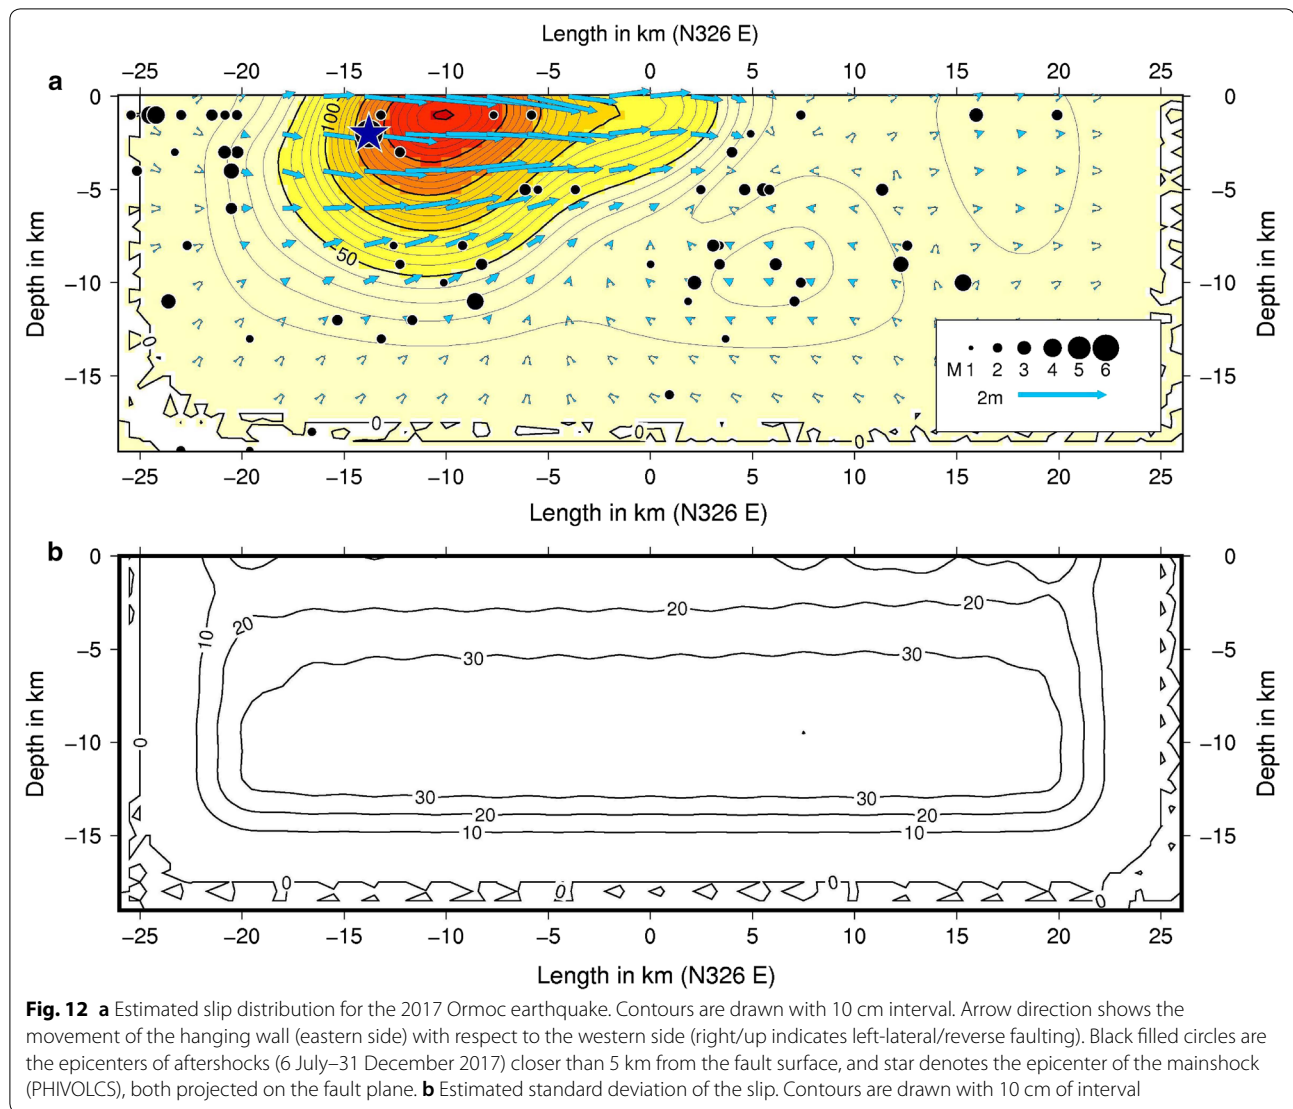 Length in km (N326 E)
a
−25 −20 −15 −10 −5 0 5 10 15 20 25
0 0
100
−5 −5
50
−10 −10
0
−15 −15
M 1 2 3 4 5 6
2m
0 0 0
−25 −20 −15 −10 −5 0 5 10 15 20 25
Depth in km
Depth in km
Length in km (N326 E)
b
0 0
20 20
10 20
−5 −5
30 30
0
−10 −10
30 30
20 20
10 10
−15 −15
0 0 0 0
−25 −20 −15 −10 −5 0 5 10 15 20 25
Depth in km
Depth in km
Length in km (N326 E)
Fig. 12 a Estimated slip distribution for the 2017 Ormoc earthquake. Contours are drawn with 10 cm interval. Arrow direction shows the
movement of the hanging wall (eastern side) with respect to the western side (right/up indicates left-lateral/reverse faulting). Black filled circles are
the epicenters of aftershocks (6 July–31 December 2017) closer than 5 km from the fault surface, and star denotes the epicenter of the mainshock
(PHIVOLCS), both projected on the fault plane. b Estimated standard deviation of the slip. Contours are drawn with 10 cm of interval